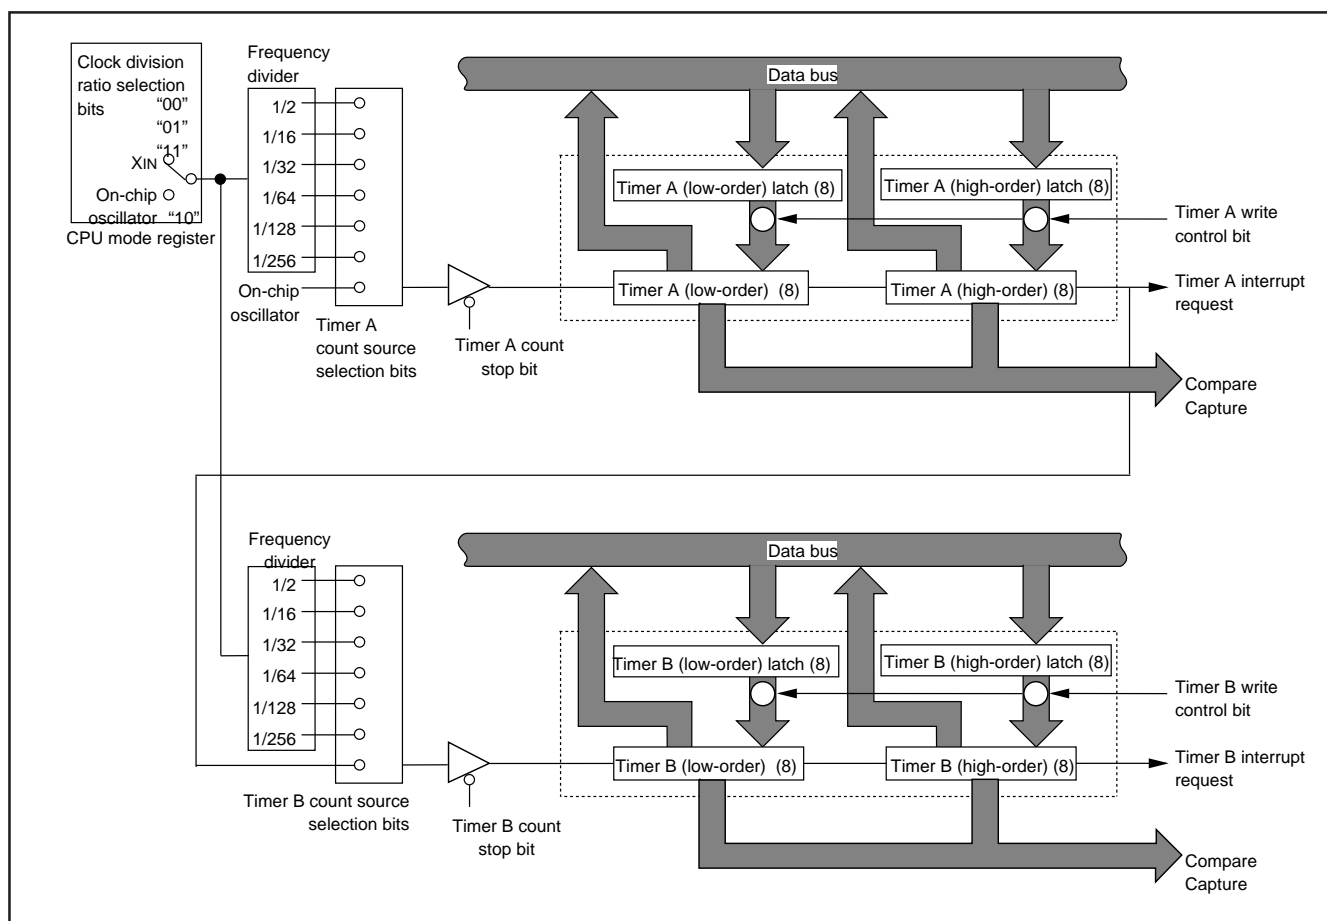 Clock division
ratio selection
bits
“00”
“01”
“11”
XIN
On-chip
oscillator “10”
CPU mode register
Frequency
divider
1/2
1/16
1/32
1/64
1/128
1/256
On-chip
oscillator
Timer A
count source
selection bits
Timer A count
stop bit
Data bus
Timer A (low-order) latch (8)
Timer A (high-order) latch (8)
Timer A write
control bit
Timer A (low-order) (8)
Timer A (high-order) (8)
Timer A interrupt
request
Compare
Capture
Frequency
divider
1/2
1/16
1/32
1/64
1/128
1/256
Timer B count source
selection bits
Timer B count
stop bit
Data bus
Timer B (low-order) latch (8)
Timer B (high-order) latch (8)
Timer B write
control bit
Timer B (low-order) (8)
Timer B (high-order) (8)
Timer B interrupt
request
Compare
Capture